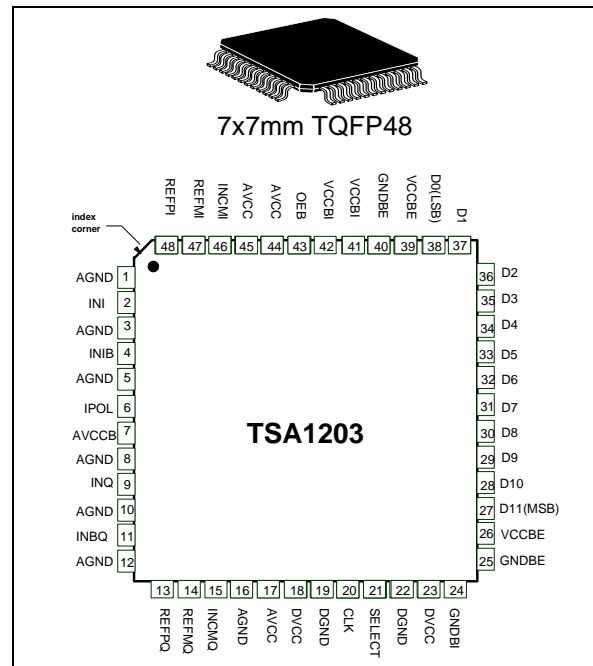 7x7mm TQFP48
index
corner
REFPI
REFMI
INCMI
AVCC
AVCC
OEB
VCCBI
VCCBI
GNDBE
VCCBE
D0(LSB)
D1
48 47 46 45 44 43 42 41 40 39 38 37
AGND 1
INI 2
AGND 3
INIB 4
AGND 5
IPOL 6
AVCCB 7
AGND 8
INQ 9
AGND 10
INBQ 11
AGND 12
TSA1203
36 D2
35 D3
34 D4
33 D5
32 D6
31 D7
30 D8
29 D9
28 D10
27 D11(MSB)
26 VCCBE
25 GNDBE
13 14 15 16 17 18 19 20 21 22 23 24
REFPQ
REFMQ
INCMQ
AGND
AVCC
DVCC
DGND
CLK
SELECT
DGND
DVCC
GNDBI